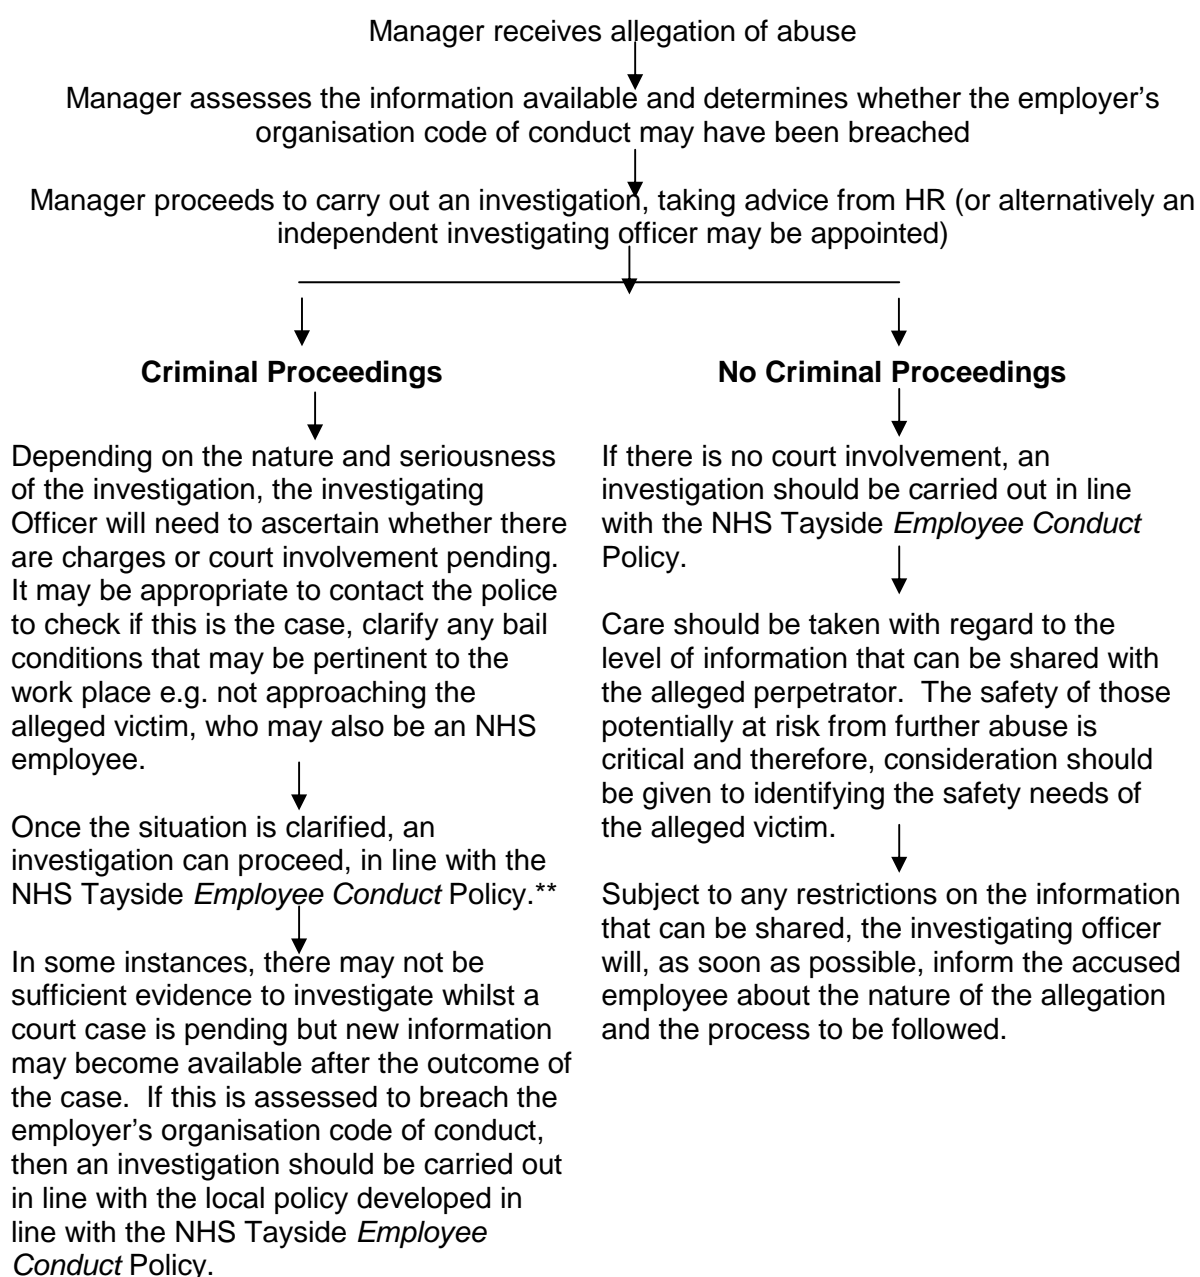 Manager receives allegation of abuse
Manager assesses the information available and determines whether the employer's
organisation code of conduct may have been breached
Manager proceeds to carry out an investigation, taking advice from HR (or alternatively an
independent investigating officer may be appointed)
Criminal Proceedings
Depending on the nature and seriousness
of the investigation, the investigating
Officer will need to ascertain whether there
are charges or court involvement pending.
It may be appropriate to contact the police
to check if this is the case, clarify any bail
conditions that may be pertinent to the
work place e.g. not approaching the
alleged victim, who may also be an NHS
employee.
Once the situation is clarified, an
investigation can proceed, in line with the
NHS Tayside Employee Conduct Policy.**
In some instances, there may not be
sufficient evidence to investigate whilst a
court case is pending but new information
may become available after the outcome of
the case.  If this is assessed to breach the
employer's organisation code of conduct,
then an investigation should be carried out
in line with the local policy developed in
line with the NHS Tayside Employee
Conduct Policy.
No Criminal Proceedings
If there is no court involvement, an
investigation should be carried out in line
with the NHS Tayside Employee Conduct
Policy.
Care should be taken with regard to the
level of information that can be shared with
the alleged perpetrator.  The safety of those
potentially at risk from further abuse is
critical and therefore, consideration should
be given to identifying the safety needs of
the alleged victim.
Subject to any restrictions on the information
that can be shared, the investigating officer
will, as soon as possible, inform the accused
employee about the nature of the allegation
and the process to be followed.